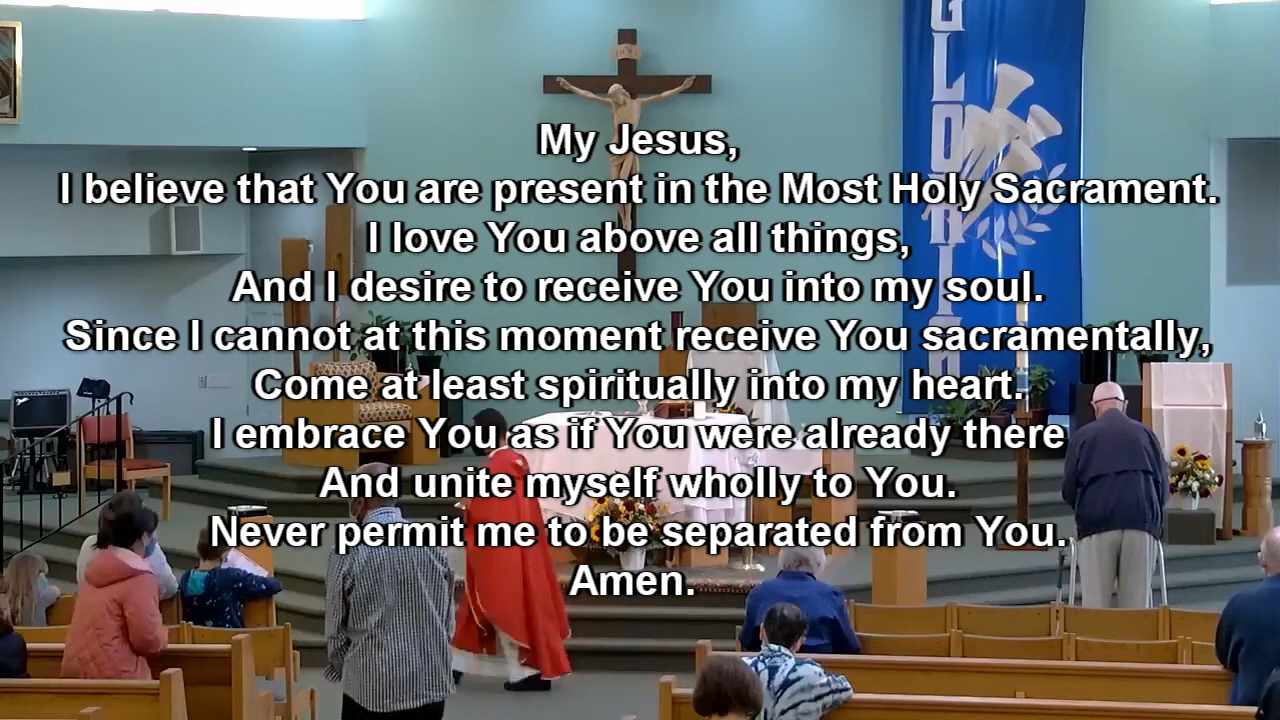 INRI
GLORIA
My Jesus,
I believe that You are present in the Most Holy Sacrament.
I love You above all things,
And I desire to receive You into my soul.
Since I cannot at this moment receive You sacramentally,
Come at least spiritually into my heart.
I embrace You as if You were already there
And unite myself wholly to You.
Never permit me to be separated from You.
Amen.